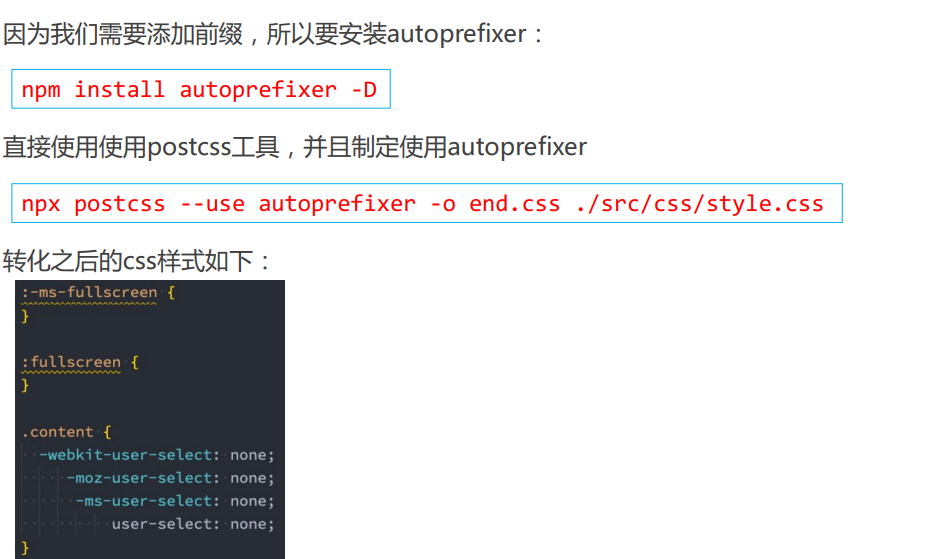 因为我们需要添加前缀，所以要安装autoprefixer：
npm install autoprefixer -D
直接使用使用postcss工具，并且制定使用autoprefixer
npx postcss --use autoprefixer -o end.css ./src/css/style.css
转化之后的css样式如下：
:-ms-fullscreen {
}
:fullscreen {
}
.content {
-webkit-user-select: none;
-moz-user-select: none;
-ms-user-select: none;
user-select: none;
}